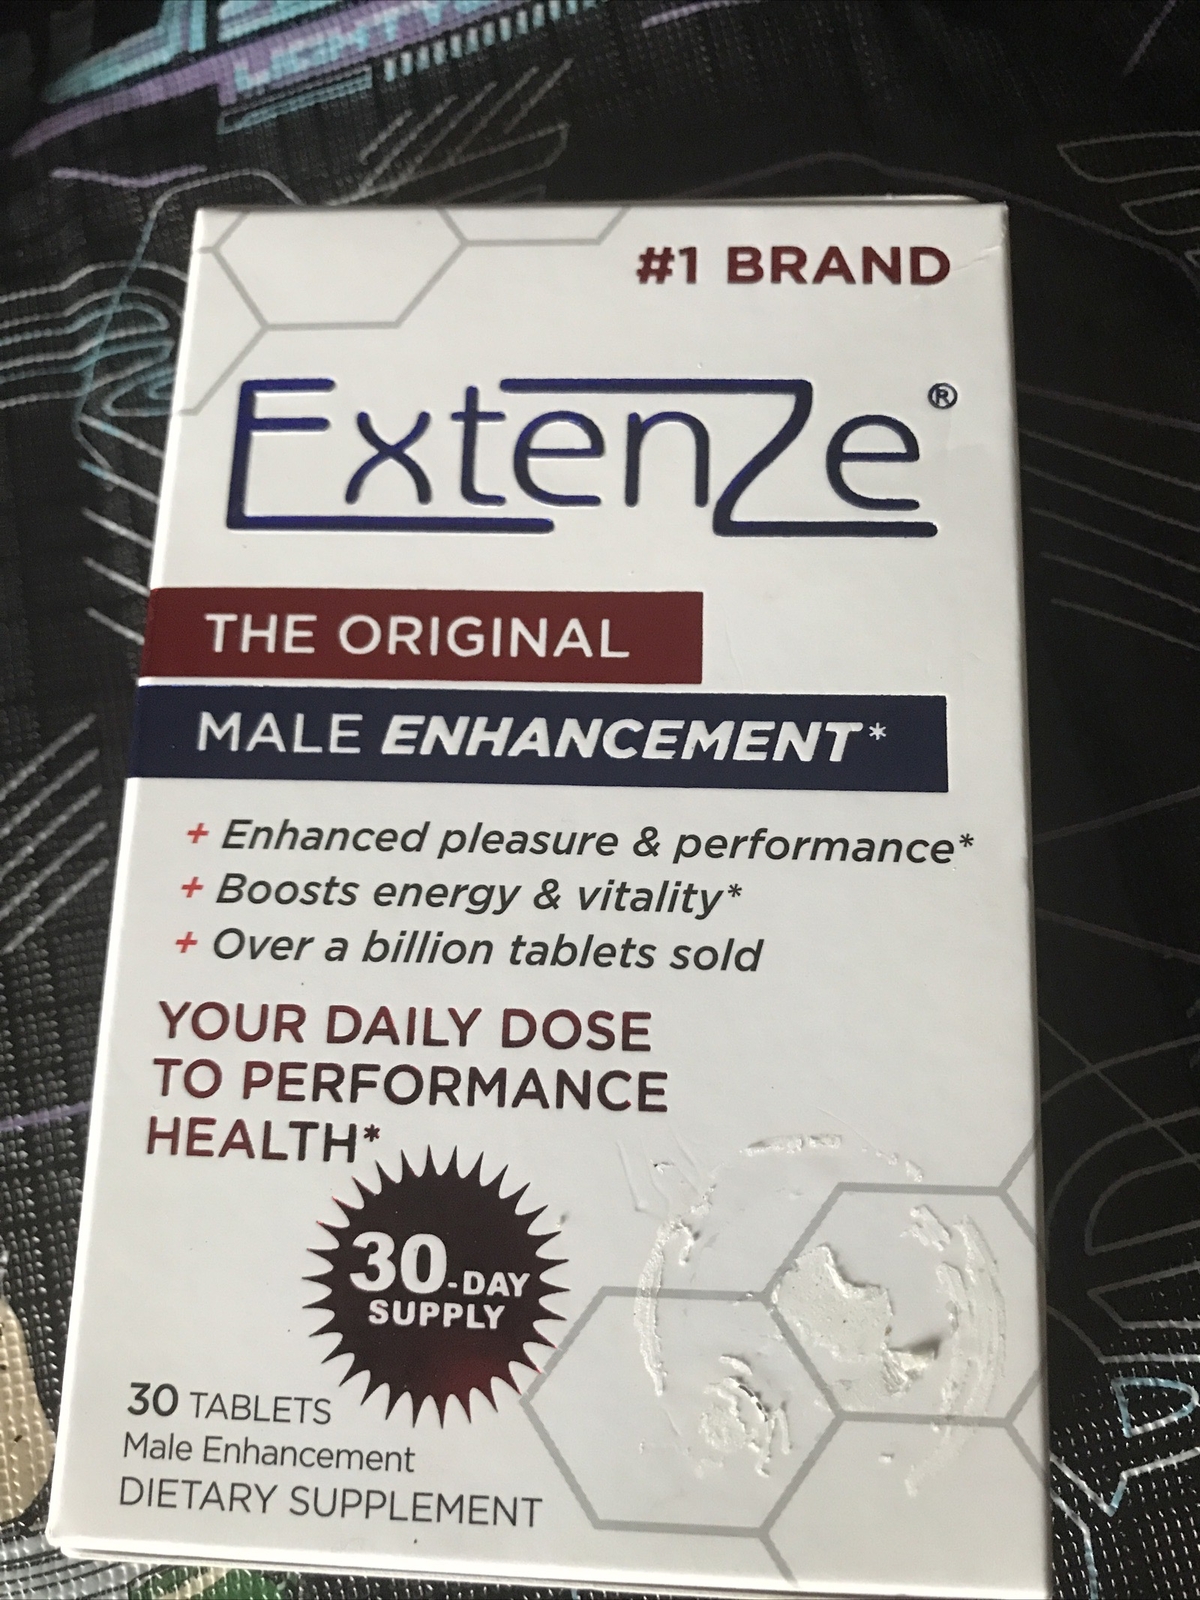 LIGHTY
#1 BRAND
ExtenZe®
THE ORIGINAL
MALE ENHANCEMENT*
+ Enhanced pleasure & performance*
+ Boosts energy & vitality*
+ Over a billion tablets sold
YOUR DAILY DOSE
TO PERFORMANCE
HEALTH*
30-DAY
SUPPLY
30 TABLETS
Male Enhancement
DIETARY SUPPLEMENT